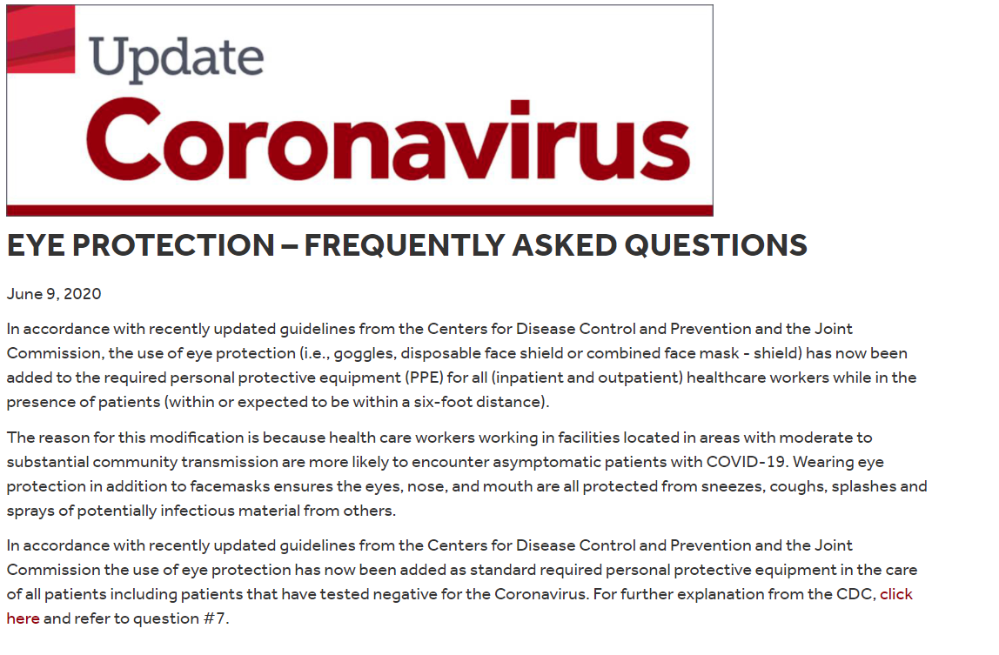 Update
Coronavirus
EYE PROTECTION – FREQUENTLY ASKED QUESTIONS
June 9, 2020
In accordance with recently updated guidelines from the Centers for Disease Control and Prevention and the Joint
Commission, the use of eye protection (i.e., goggles, disposable face shield or combined face mask - shield) has now been
added to the required personal protective equipment (PPE) for all (inpatient and outpatient) healthcare workers while in the
presence of patients (within or expected to be within a six-foot distance).
The reason for this modification is because health care workers working in facilities located in areas with moderate to
substantial community transmission are more likely to encounter asymptomatic patients with COVID-19. Wearing eye
protection in addition to facemasks ensures the eyes, nose, and mouth are all protected from sneezes, coughs, splashes and
sprays of potentially infectious material from others.
In accordance with recently updated guidelines from the Centers for Disease Control and Prevention and the Joint
Commission the use of eye protection has now been added as standard required personal protective equipment in the care
of all patients including patients that have tested negative for the Coronavirus. For further explanation from the CDC, click
here and refer to question #7.